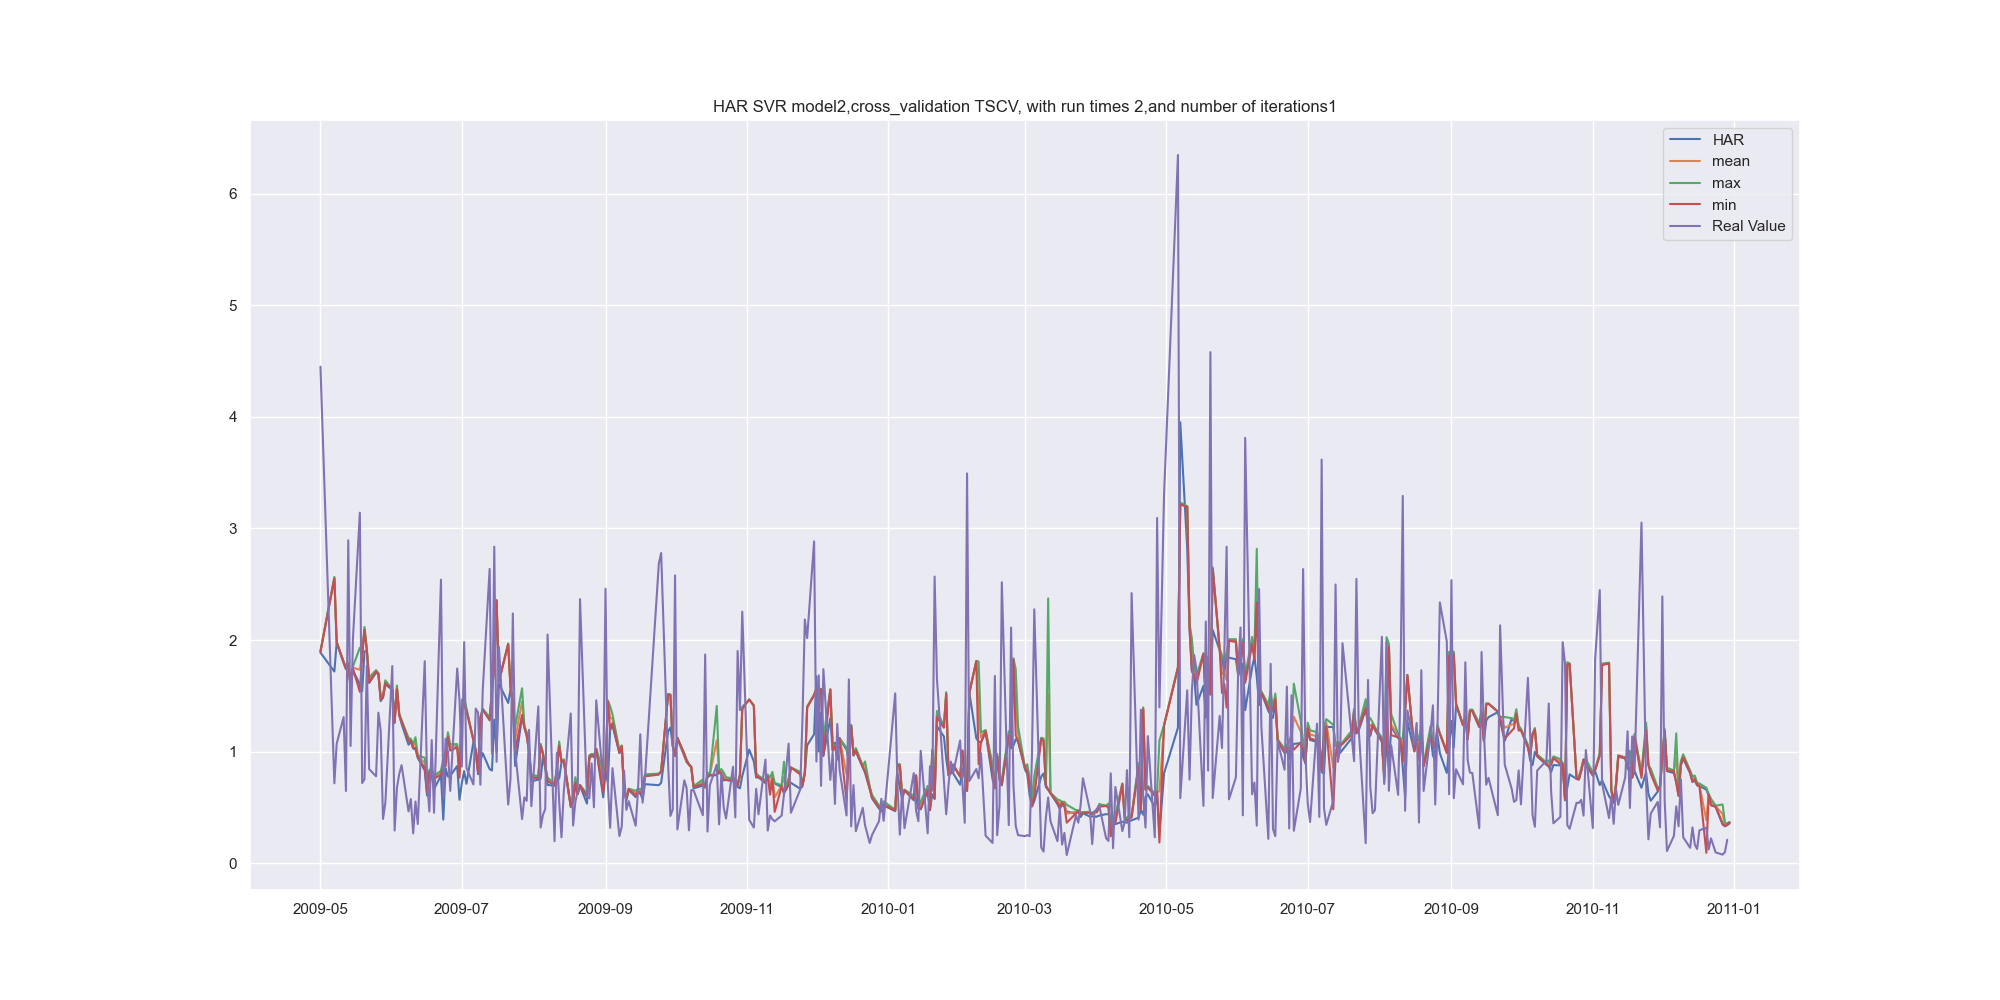 HAR SVR model2,cross_validation TSCV, with run times 2,and number of iterations1
HAR
mean
max
min
Real Value
6
5
4
3
2
1
0
2009-05 2009-07 2009-09 2009-11 2010-01 2010-03 2010-05 2010-07 2010-09 2010-11 2011-01